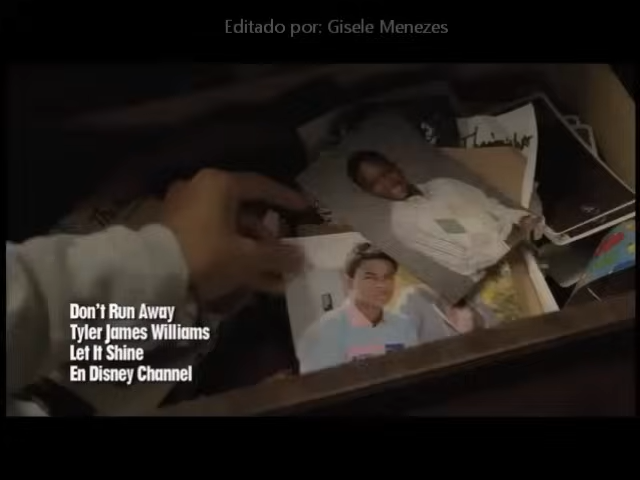 Editado por: Gisele Menezes
Don't Run Away
Tyler James Williams
Let It Shine
En Disney Channel